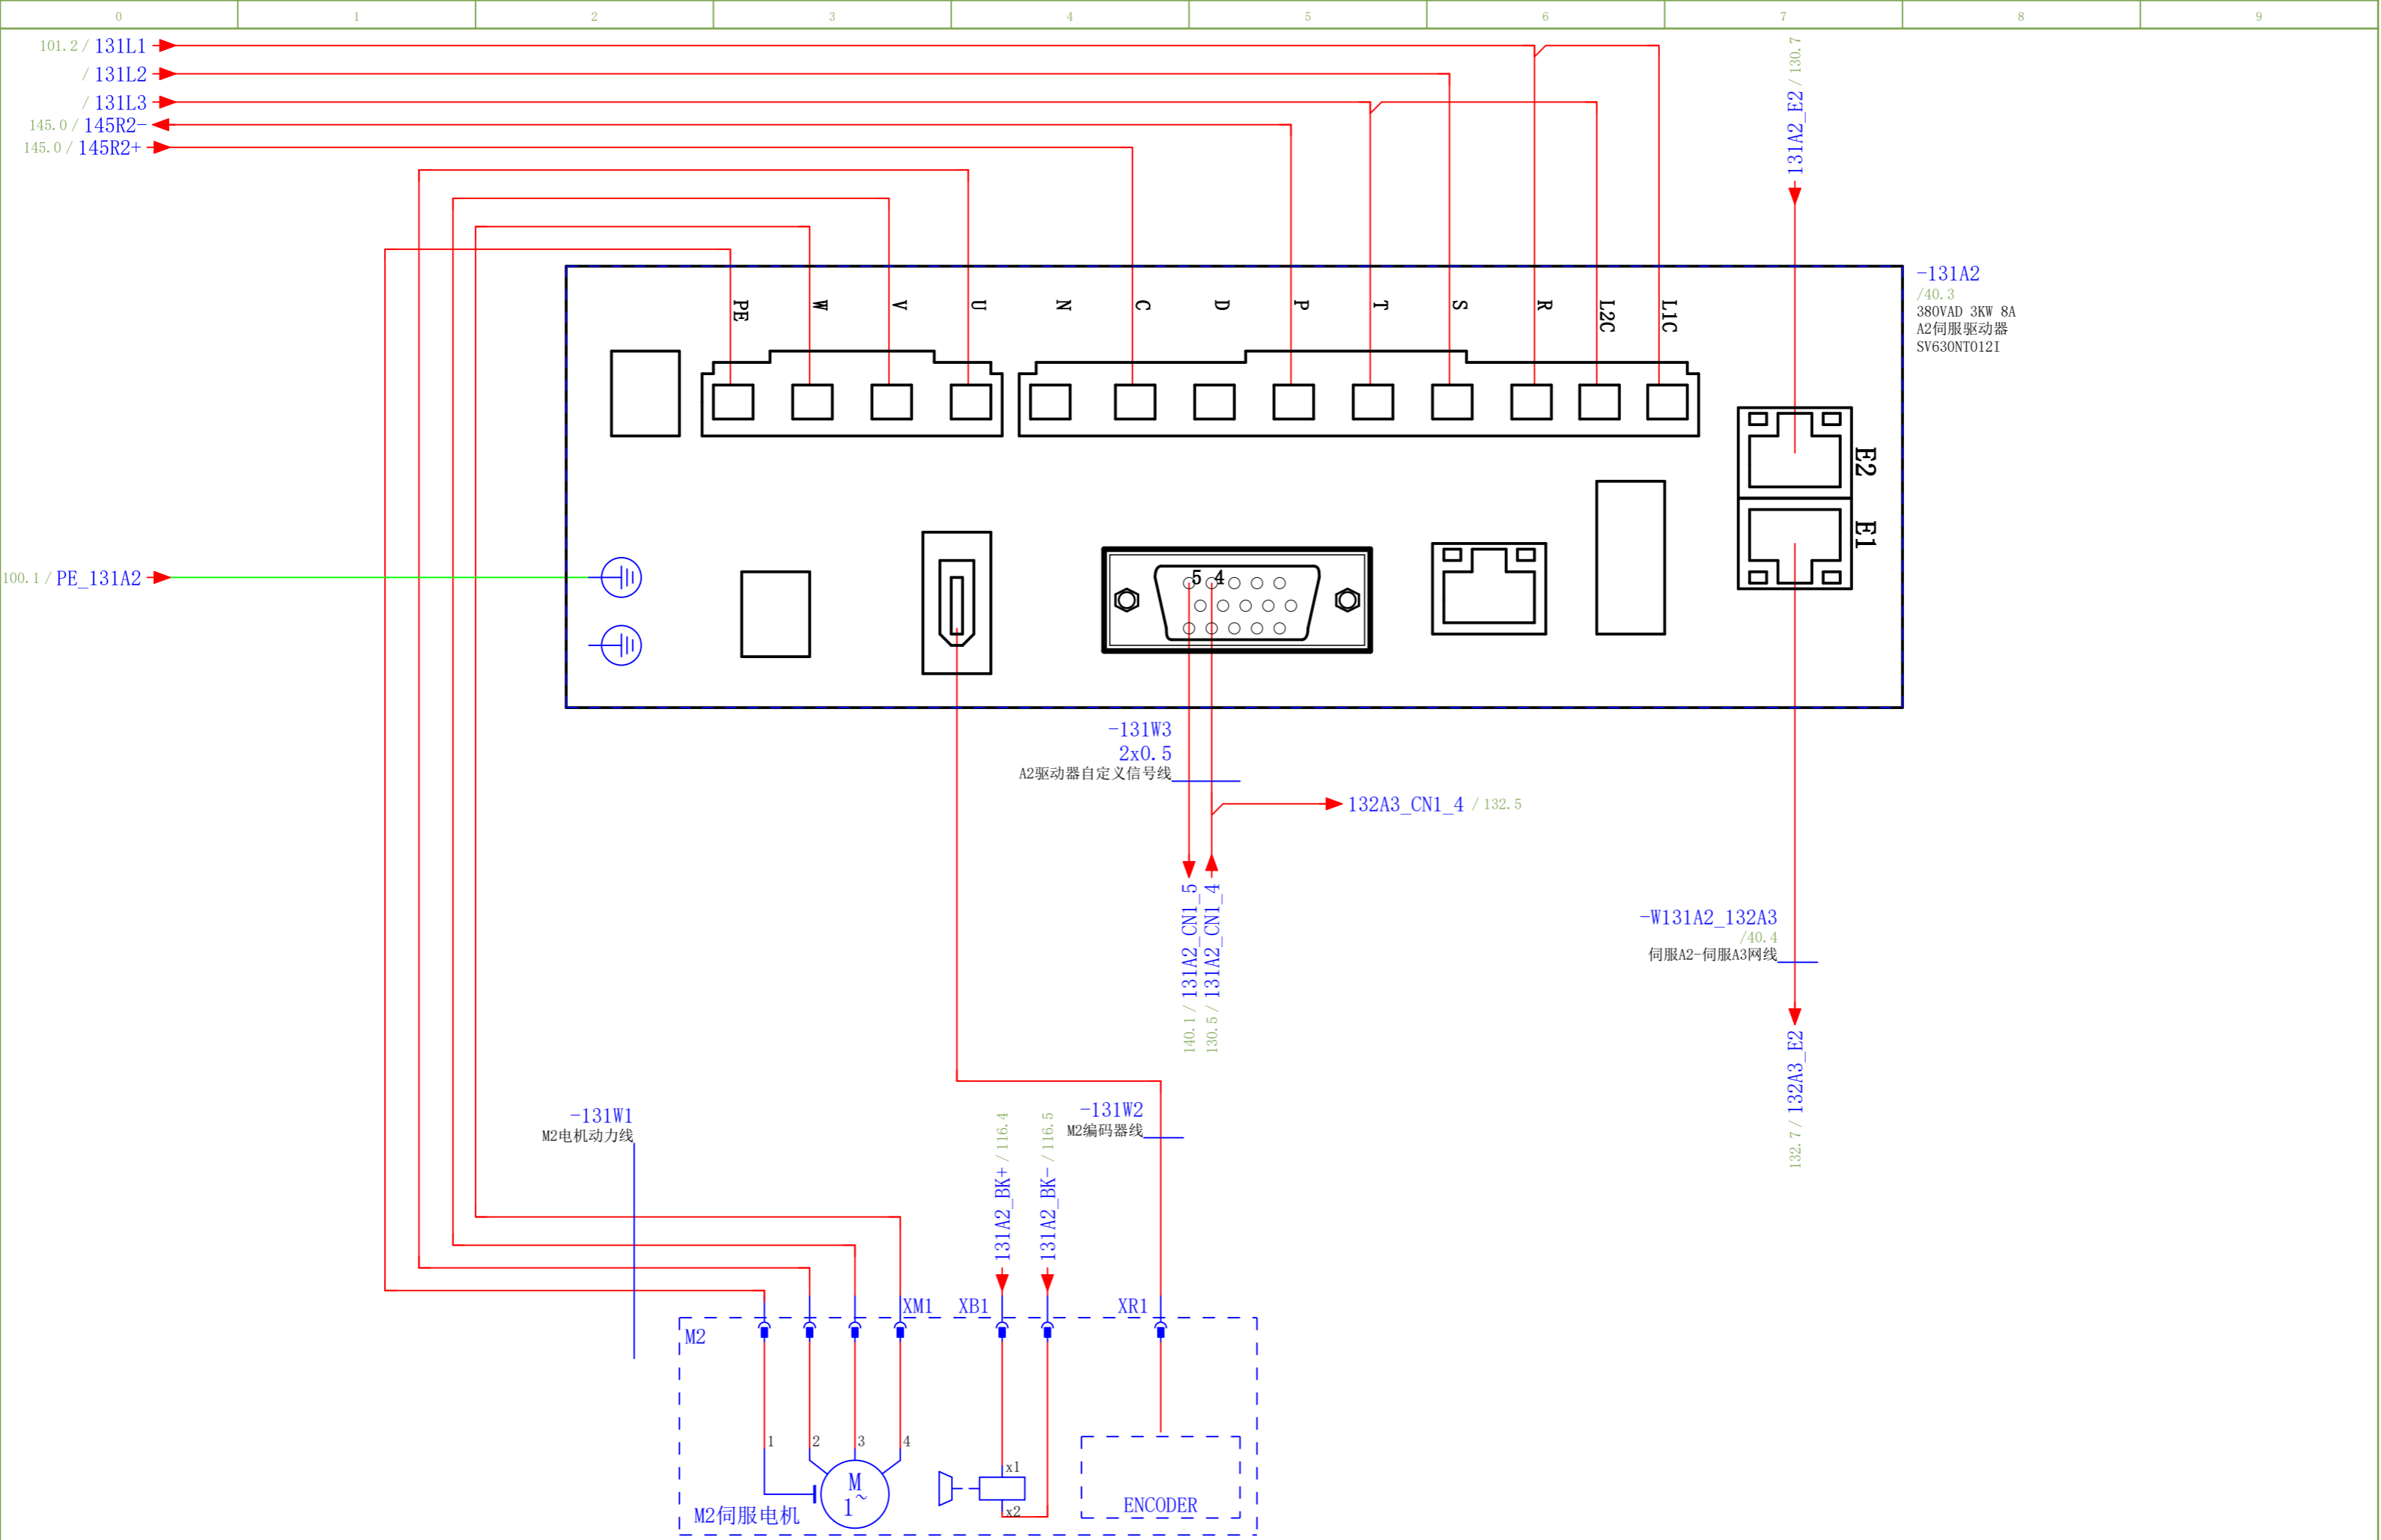 0 1 2 3 4 5 6 7 8 9
101.2 / 131L1
/ 131L2
/ 131L3
145.0 / 145R2-
145.0 / 145R2+
131A2_E2 / 130.7
-131A2
/40.3
380VAD 3KW 8A
A2伺服驱动器
SV630NT012I
PE W V U N C D P T S R L2C L1C
E2
E1
100.1 / PE_131A2
5 4
-131W3
2x0.5
A2驱动器自定义信号线
132A3_CN1_4 / 132.5
140.1 / 131A2_CN1_5
130.5 / 131A2_CN1_4
-W131A2_132A3
/40.4
伺服A2-伺服A3网线
132.7 / 132A3_E2
-131W1
M2电机动力线
131A2_BK+ / 116.4
131A2_BK- / 116.5
-131W2
M2编码器线
XM1 XB1 XR1
M2
1 2 3 4
M
1~
x1
x2
ENCODER
M2伺服电机